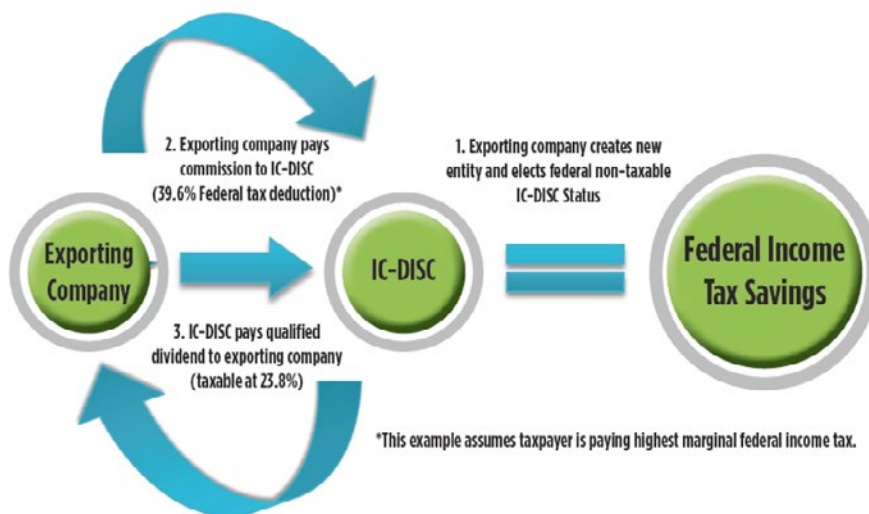 2. Exporting company pays
commission to IC-DISC
(39.6% Federal tax deduction)*
1. Exporting company creates new
entity and elects federal non-taxable
IC-DISC Status
Exporting
Company
IC-DISC
Federal Income
Tax Savings
3. IC-DISC pays qualified
dividend to exporting company
(taxable at 23.8%)
*This example assumes taxpayer is paying highest marginal federal income tax.